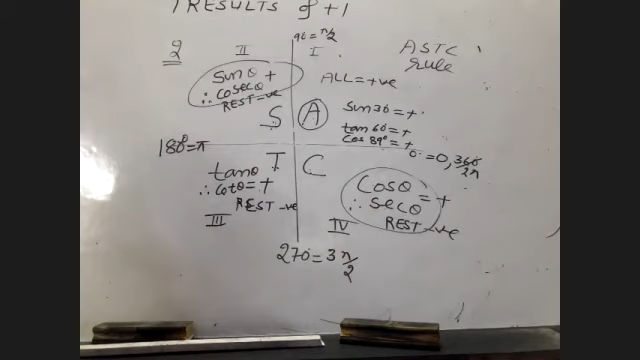 1 RESULTS of +1
90 = π/2
2 II I ASTC
rule
sinθ +
∴ cosecθ
REST -ve
ALL = +ve
S A
sin 30 = +
tan 60 = +
cos 89° = +
180° = π
0° = 0, 360
2π
T C
tanθ
∴ cotθ = +
REST -ve
III
cosθ = +
∴ secθ
REST -ve
IV
270 = 3π/2